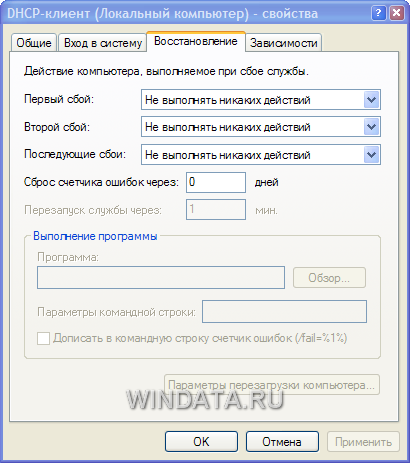 DHCP-клиент (Локальный компьютер) - свойства
Общие Вход в систему Восстановление Зависимости
Действие компьютера, выполняемое при сбое службы.
Первый сбой: Не выполнять никаких действий
Второй сбой: Не выполнять никаких действий
Последующие сбои: Не выполнять никаких действий
Сброс счетчика ошибок через: 0 дней
Перезапуск службы через: 1 мин.
Выполнение программы
Программа:
Обзор...
Параметры командной строки:
Дописать в командную строку счетчик ошибок (/fail=%1%)
Параметры перезагрузки компьютера...
WINDATA.RU
OK Отмена Применить